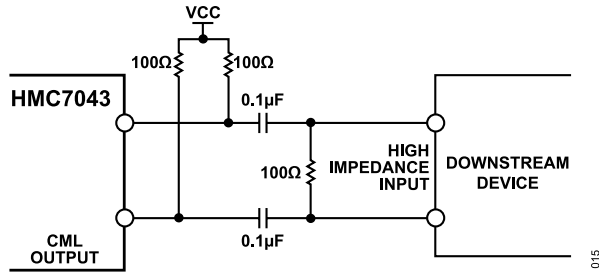 VCC
100Ω
100Ω
HMC7043
0.1µF
100Ω
HIGH
IMPEDANCE
INPUT
DOWNSTREAM
DEVICE
CML
OUTPUT
0.1µF
015